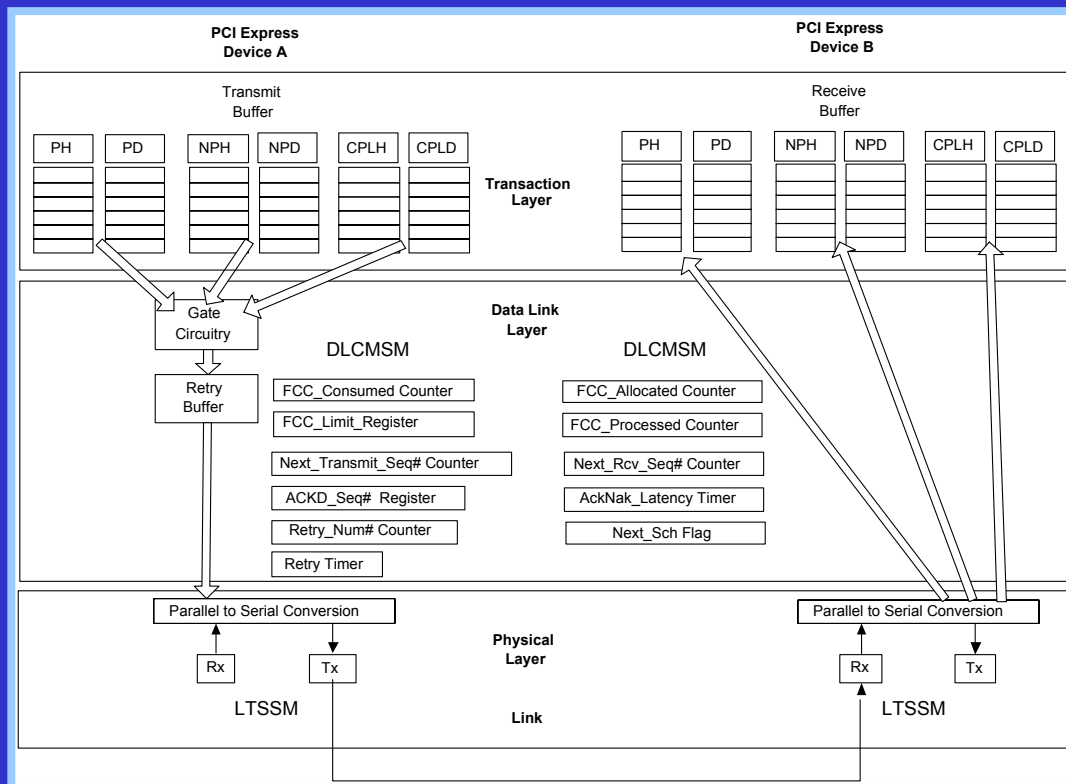 PCI Express
Device A
PCI Express
Device B
Transmit
Buffer
Receive
Buffer
PH PD NPH NPD CPLH CPLD
PH PD NPH NPD CPLH CPLD
Transaction
Layer
Gate
Circuitry
Data Link
Layer
Retry
Buffer
DLCMSM
FCC_Consumed Counter
FCC_Limit_Register
Next_Transmit_Seq# Counter
ACKD_Seq# Register
Retry_Num# Counter
Retry Timer
DLCMSM
FCC_Allocated Counter
FCC_Processed Counter
Next_Rcv_Seq# Counter
AckNak_Latency Timer
Next_Sch Flag
Parallel to Serial Conversion
Rx
Tx
LTSSM
Physical
Layer
Link
Parallel to Serial Conversion
Rx
Tx
LTSSM